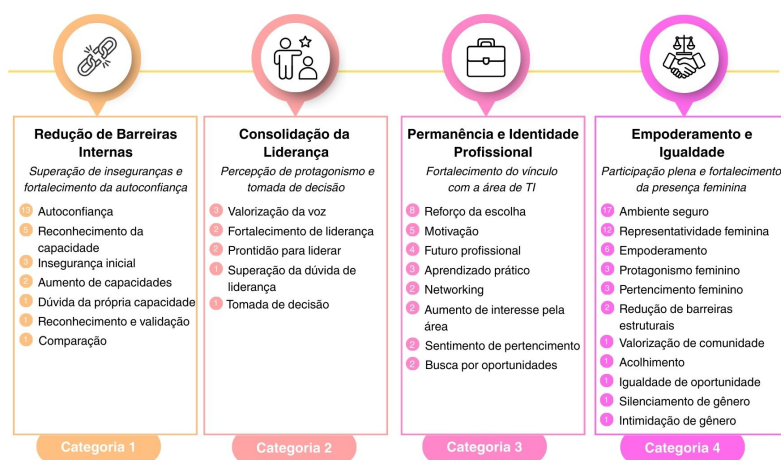 Redução de Barreiras
Internas
Superação de inseguranças e
fortalecimento da autoconfiança
13 Autoconfiança
5 Reconhecimento da
capacidade
3 Insegurança inicial
2 Aumento de capacidades
1 Dúvida da própria capacidade
1 Reconhecimento e validação
1 Comparação
Categoria 1
Consolidação da
Liderança
Percepção de protagonismo e
tomada de decisão
3 Valorização da voz
2 Fortalecimento de liderança
2 Prontidão para liderar
1 Superação da dúvida de
liderança
1 Tomada de decisão
Categoria 2
Permanência e Identidade
Profissional
Fortalecimento do vínculo
com a área de TI
8 Reforço da escolha
5 Motivação
4 Futuro profissional
3 Aprendizado prático
2 Networking
2 Aumento de interesse pela
área
2 Sentimento de pertencimento
2 Busca por oportunidades
Categoria 3
Empoderamento e
Igualdade
Participação plena e fortalecimento
da presença feminina
17 Ambiente seguro
12 Representatividade feminina
6 Empoderamento
3 Protagonismo feminino
3 Pertencimento feminino
2 Redução de barreiras
estruturais
1 Valorização de comunidade
1 Acolhimento
1 Igualdade de oportunidade
1 Silenciamento de gênero
1 Intimidação de gênero
Categoria 4